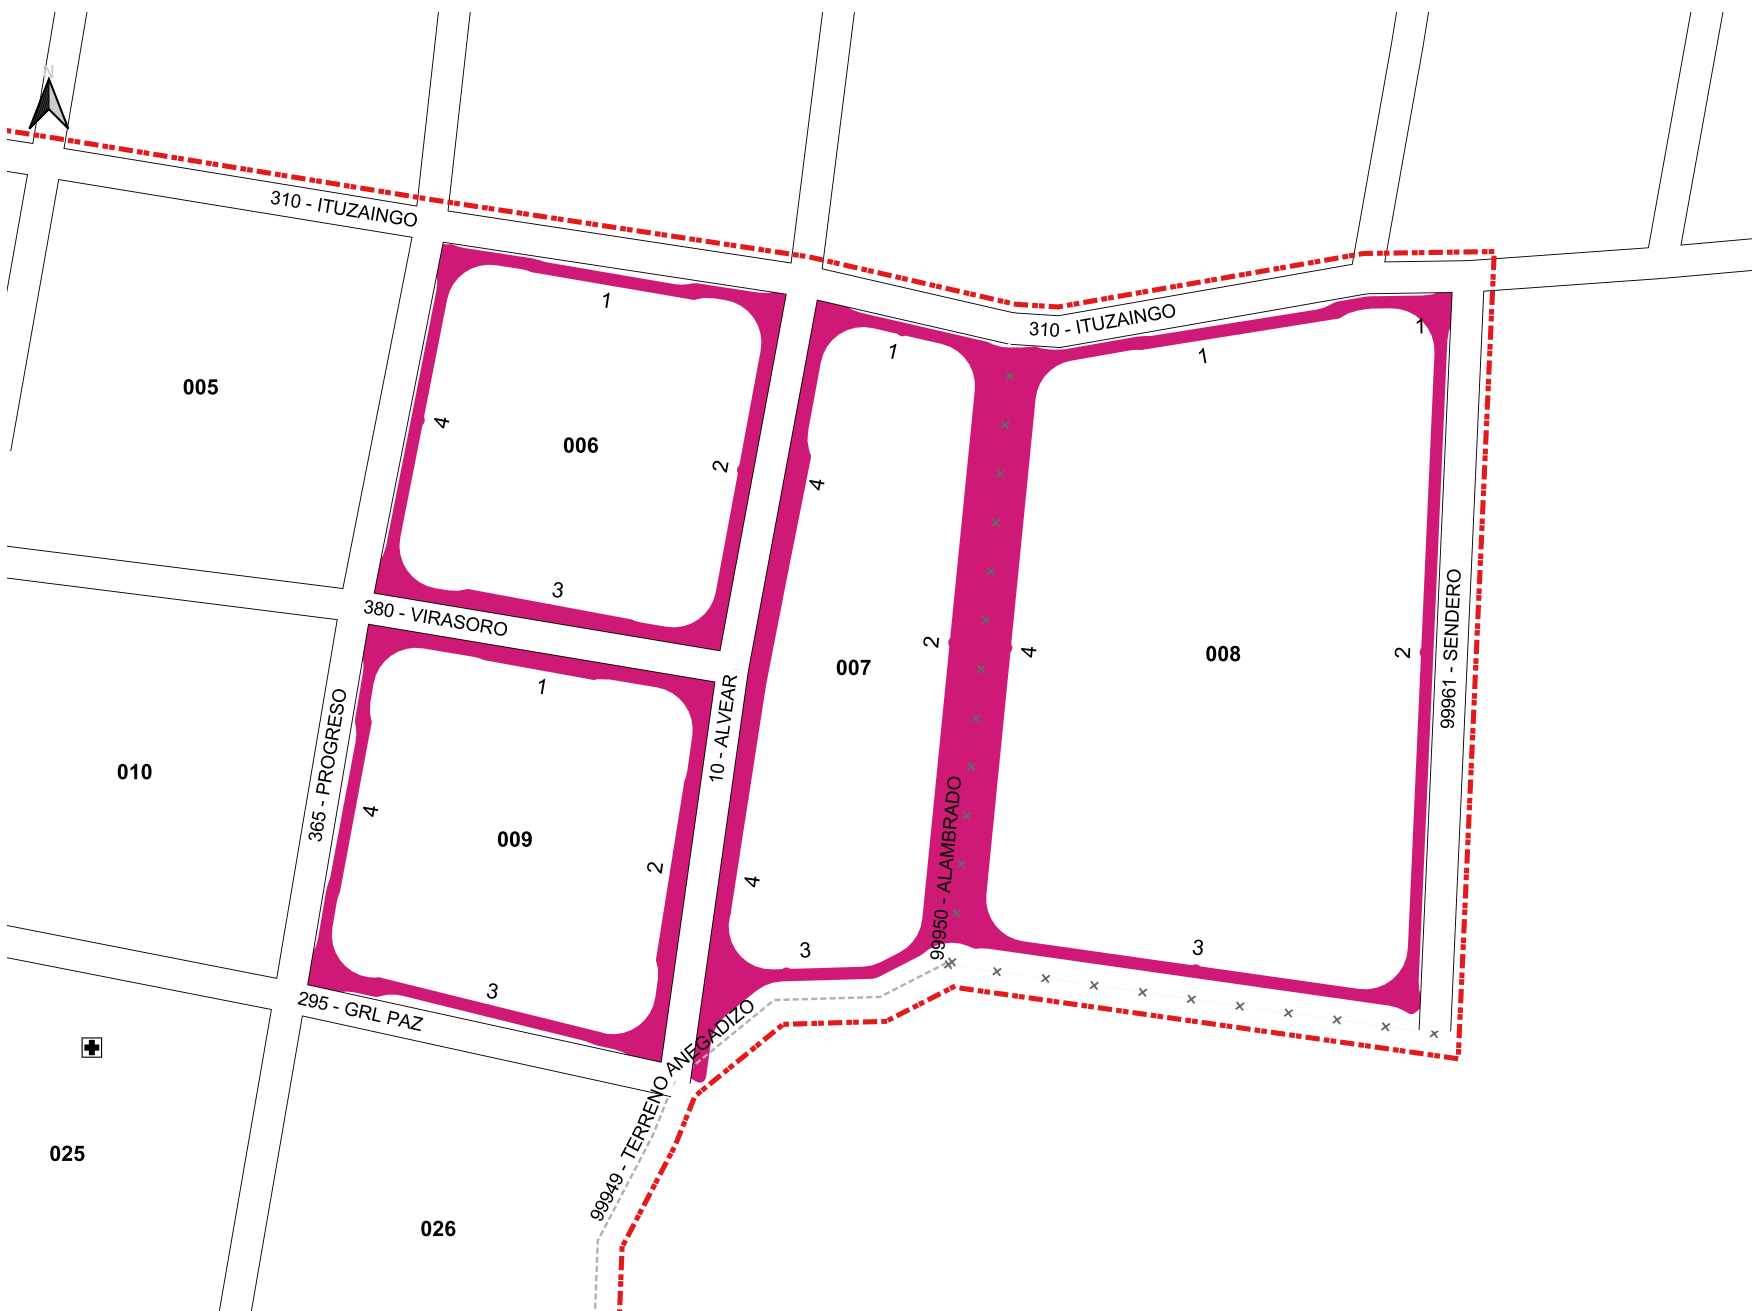 N
310 - ITUZAINGO
310 - ITUZAINGO
1
1
1
1
005
006
4
2
4
3
380 - VIRASORO
99961 - SENDERO
007
2
4
008
2
1
365 - PROGRESO
10 - ALVEAR
010
4
009
2
4
99950 - ALAMBRADO
3
3
3
295 - GRL PAZ
99949 - TERRENO ANEGADIZO
025
026